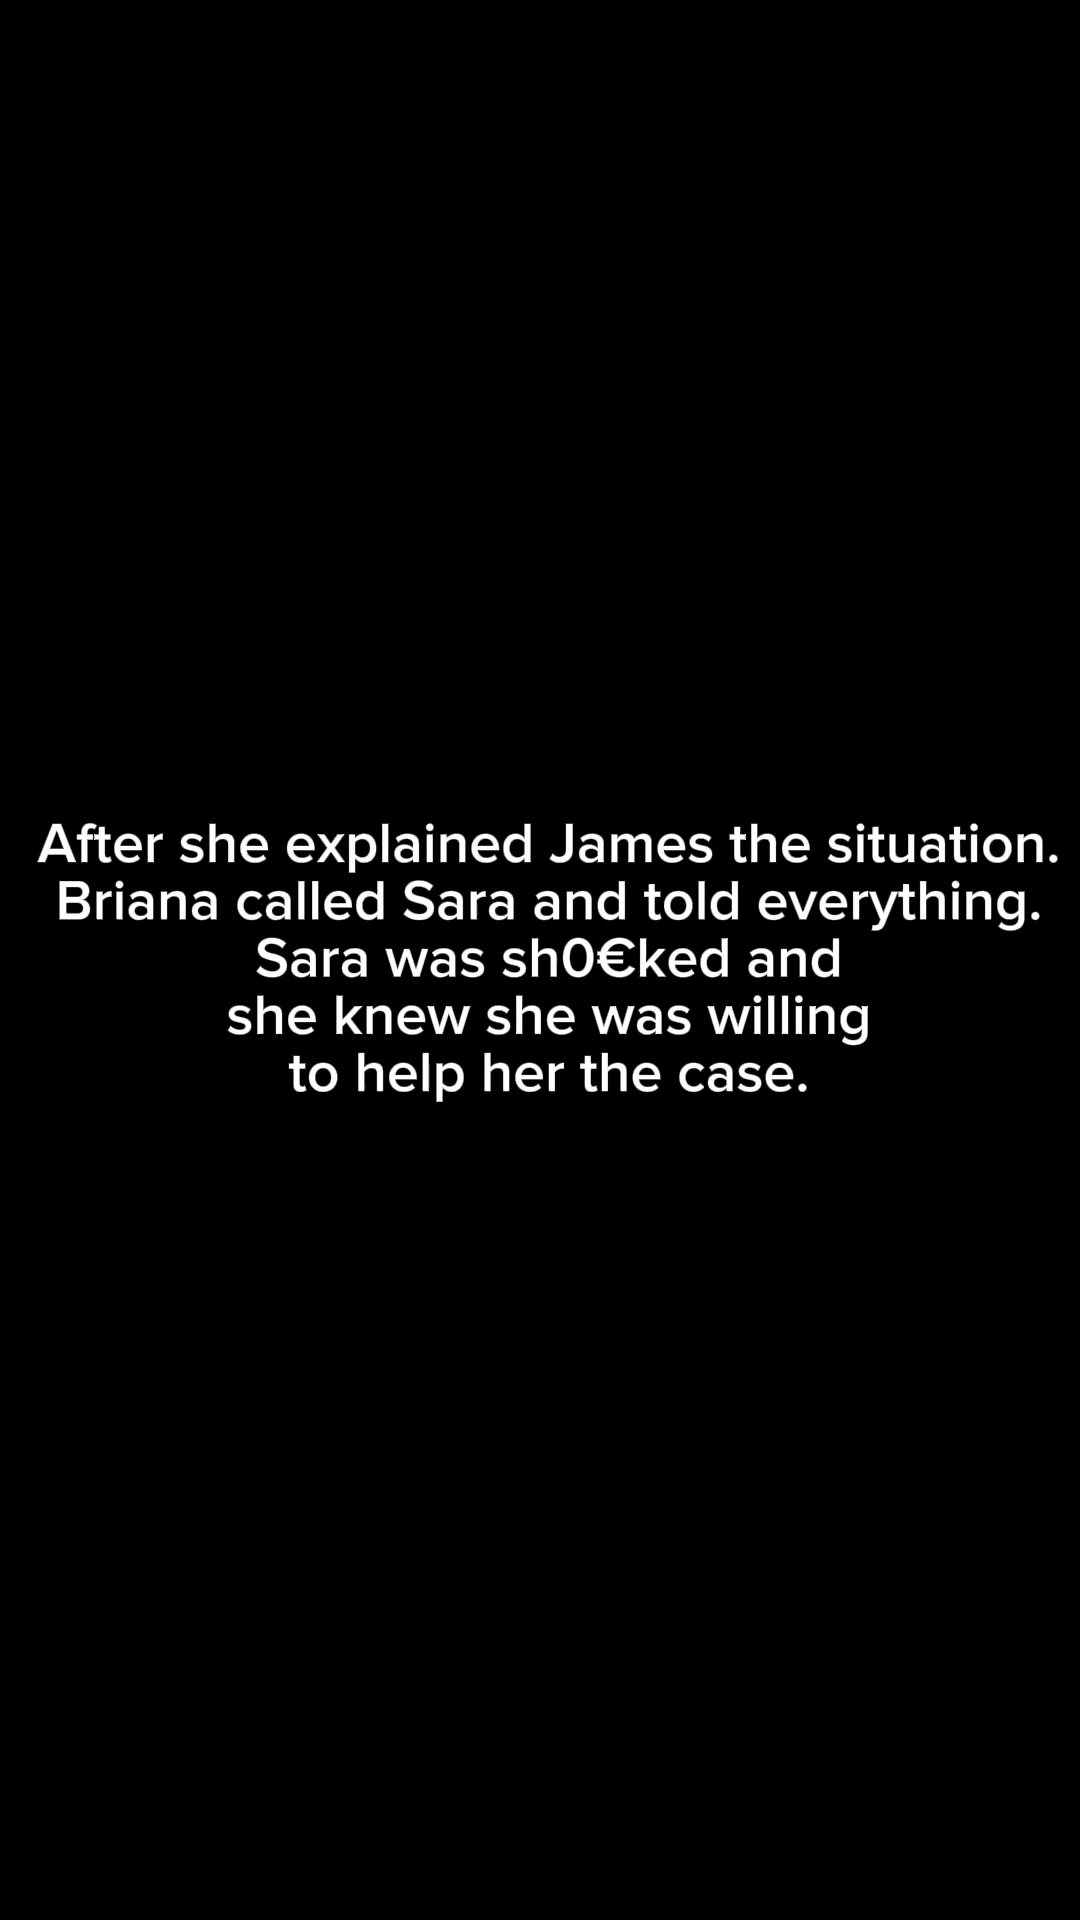 After she explained James the situation.
Briana called Sara and told everything.
Sara was sh0€ked and
she knew she was willing
to help her the case.